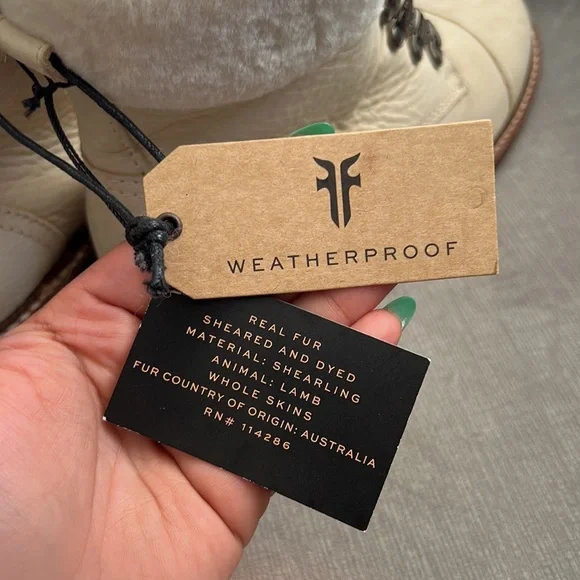 WEATHERPROOF
REAL FUR
SHEARED AND DYED
MATERIAL: SHEARLING
ANIMAL: LAMB
WHOLE SKINS
FUR COUNTRY OF ORIGIN: AUSTRALIA
RN# 114286